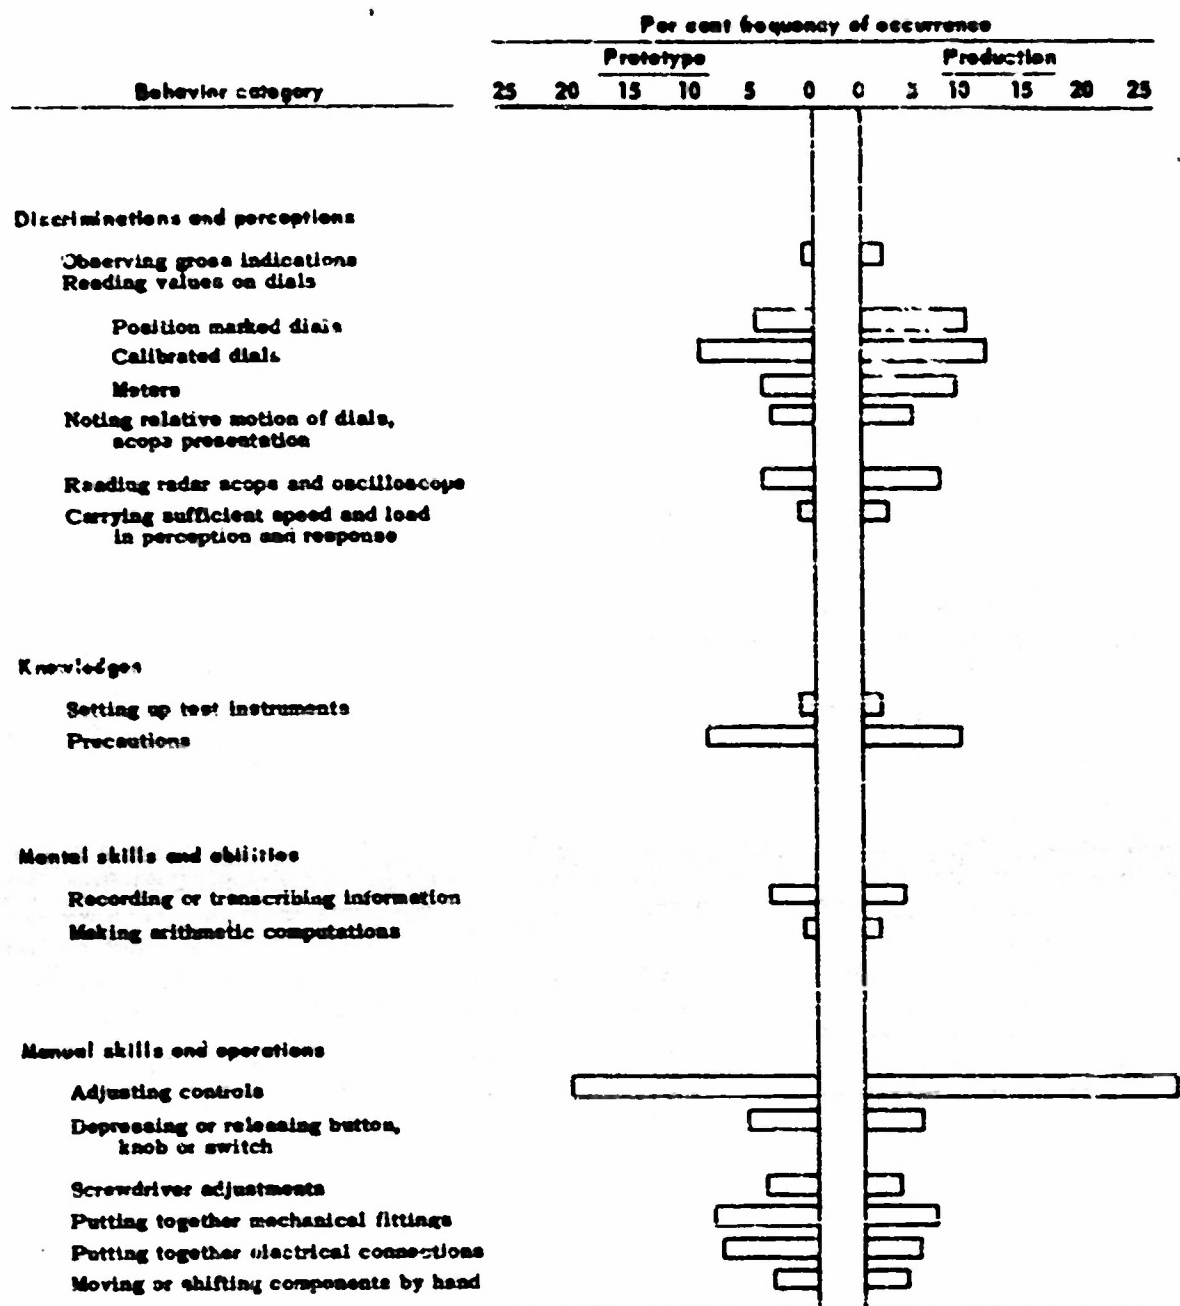 Per cent frequency of occurrence
Prototype Production
Behavior category 25 20 15 10 5 0 0 5 10 15 20 25
Discriminations and perceptions
Observing gross indications
Reading values on dials
Position marked dials
Calibrated dials
Meters
Noting relative motion of dials,
scope presentation
Reading radar scope and oscilloscope
Carrying sufficient speed and load
in perception and response
Knowledges
Setting up test instruments
Precautions
Mental skills and abilities
Recording or transcribing information
Making arithmetic computations
Manual skills and operations
Adjusting controls
Depressing or releasing button,
knob or switch
Screwdriver adjustments
Putting together mechanical fittings
Putting together electrical connections
Moving or shifting components by hand